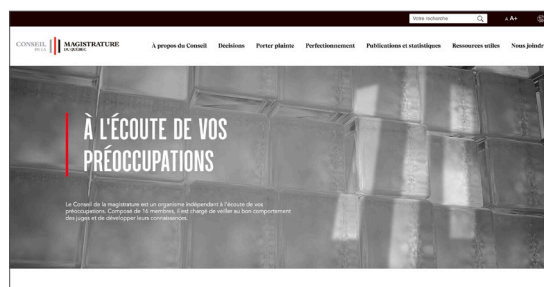 Votre recherche
A A+
CONSEIL DE LA MAGISTRATURE DU QUÉBEC
À propos du Conseil Décisions Porter plainte Perfectionnement Publications et statistiques Ressources utiles Nous joindr
À L'ÉCOUTE DE VOS
PRÉOCCUPATIONS
Le Conseil de la magistrature est un organisme indépendant à l'écoute de vos
préoccupations. Composé de 16 membres, il est chargé de veiller au bon comportement
des juges et de développer leurs connaissances.